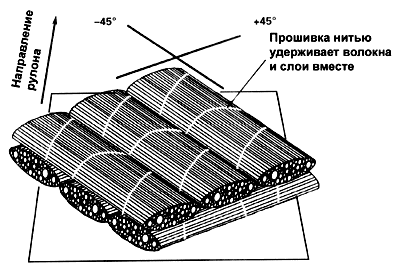 Направление
рулона
–45°
+45°
Прошивка нитью
удерживает волокна
и слои вместе